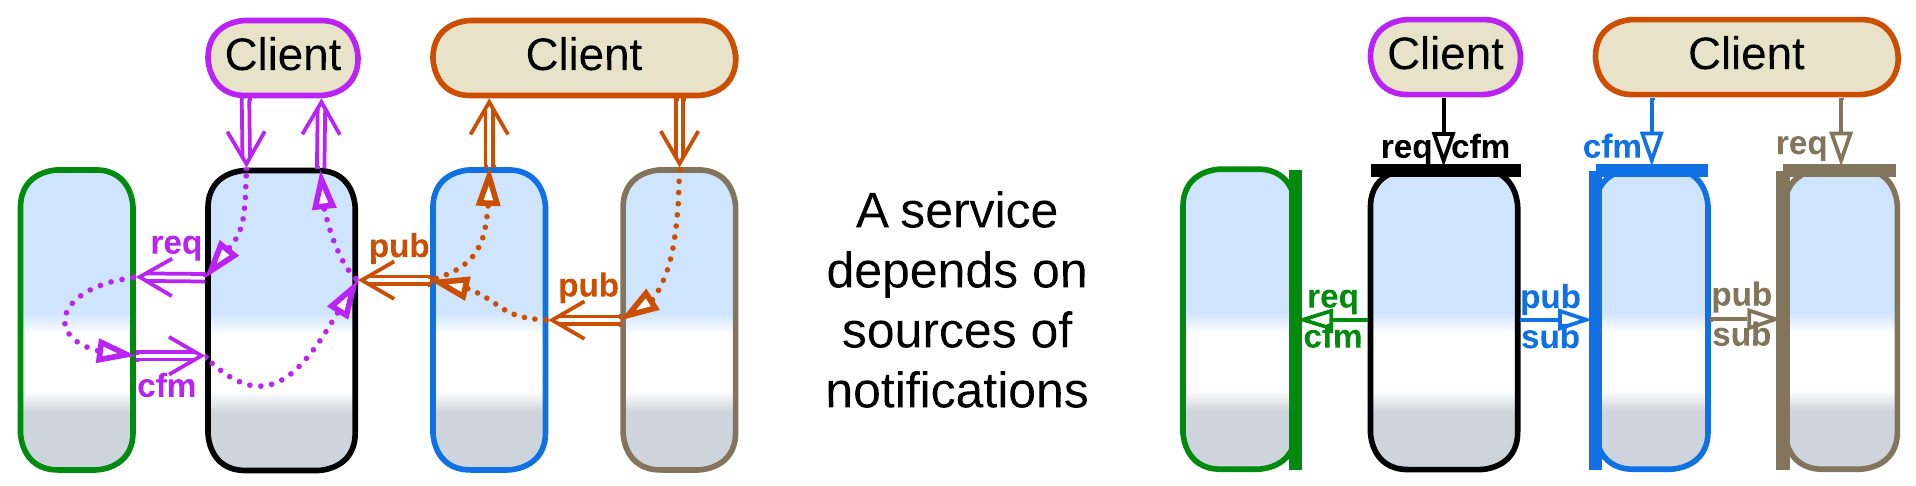 Client
Client
req
pub
pub
cfm
A service
depends on
sources of
notifications
Client
Client
req cfm
cfm
req
req
cfm
pub
sub
pub
sub